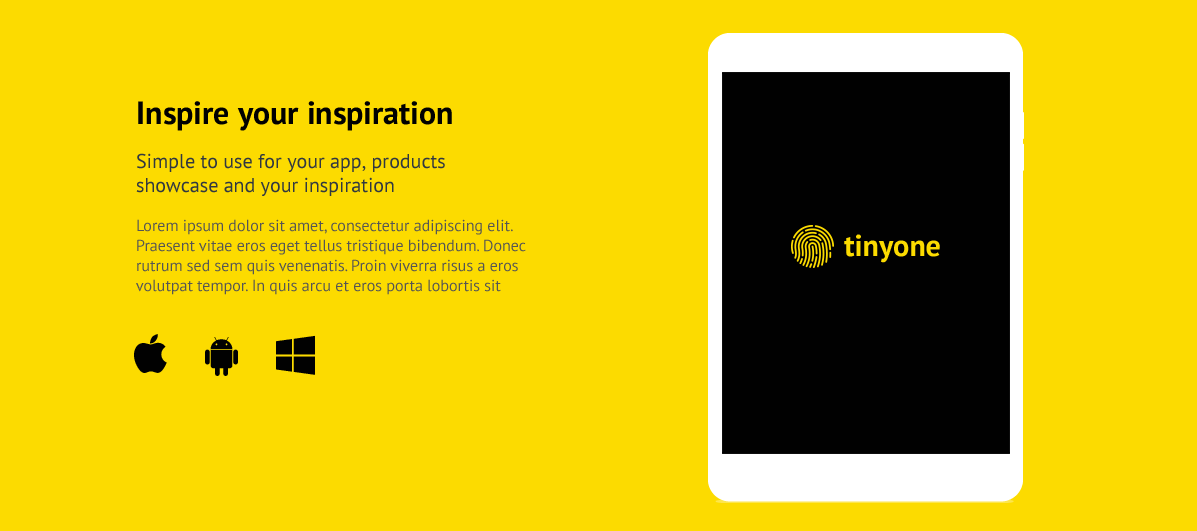 Inspire your inspiration
Simple to use for your app, products
showcase and your inspiration
Lorem ipsum dolor sit amet, consectetur adipiscing elit.
Praesent vitae eros eget tellus tristique bibendum. Donec
rutrum sed sem quis venenatis. Proin viverra risus a eros
volutpat tempor. In quis arcu et eros porta lobortis sit
tinyone